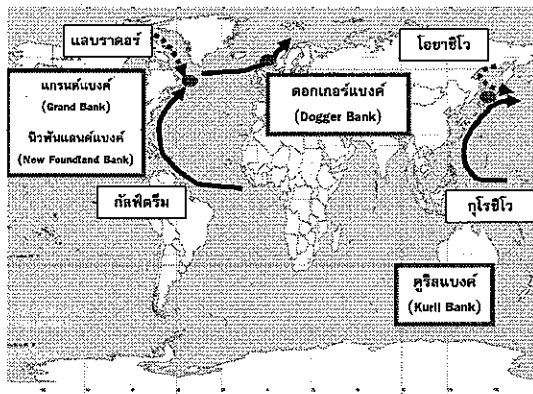 แลบราดอร์
โอยาชิโว
แกรนด์แบงค์
(Grand Bank)
นิวฟันแลนด์แบงค์
(New Foundland Bank)
ดอกเกอร์แบงค์
(Dogger Bank)
กัลฟ์ตรีม
กุโรชิโว
คูริลแบงค์
(Kuril Bank)